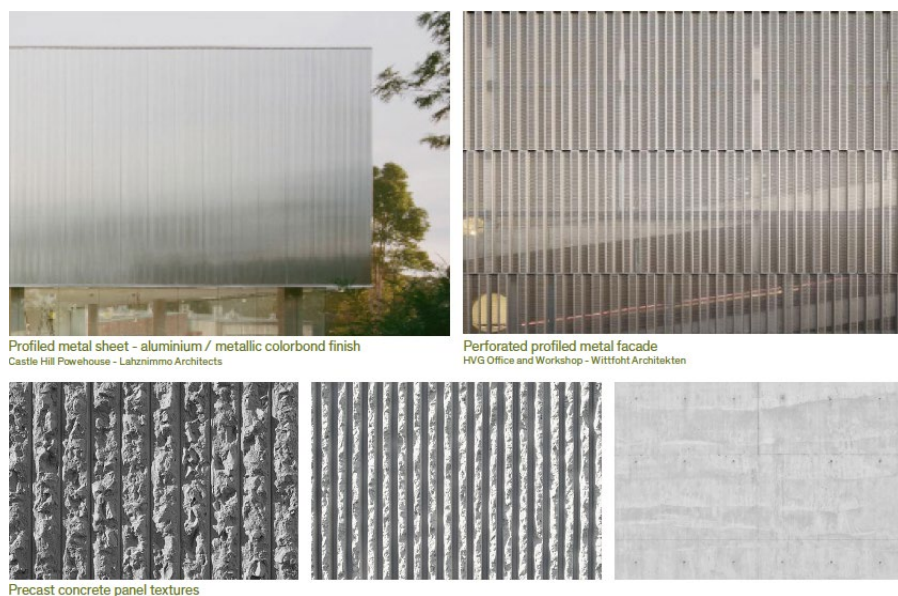 Profiled metal sheet - aluminium / metallic colorbond finish
Castle Hill Powehouse - Lahznimmo Architects
Perforated profiled metal facade
HVG Office and Workshop - Wittfoht Architekten
Precast concrete panel textures